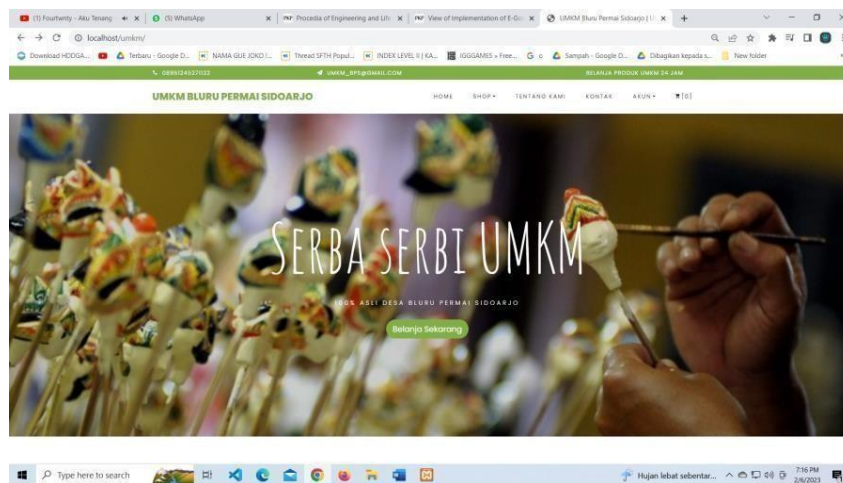 (1) Fourtwnty - Aku Tenang
(5) WhatsApp
Procedia of Engineering and Life
View of Implementation of E-Go
UMKM Bluru Permai Sidoarjo | U
localhost/umkm/
Download HDDGA...
Terbaru - Google D...
NAMA GUE JOKO !...
Thread SFTH Popul...
INDEX LEVEL II | KA...
IGGGAMES » Free...
G c
Sampah - Google D...
Dibagikan kepada s...
New folder
UMKM_BPS@GMAIL.COM
BELANJA PRODUK UMKM 24 JAM
UMKM BLURU PERMAI SIDOARJO
HOME SHOP TENTANG KAMI KONTAK AKUN [0]
SERBA SERBI UMKM
100% ASLI DESA BLURU PERMAI SIDOARJO
Belanja Sekarang
Type here to search
Hujan lebat sebentar...
7:16 PM
2/6/2023